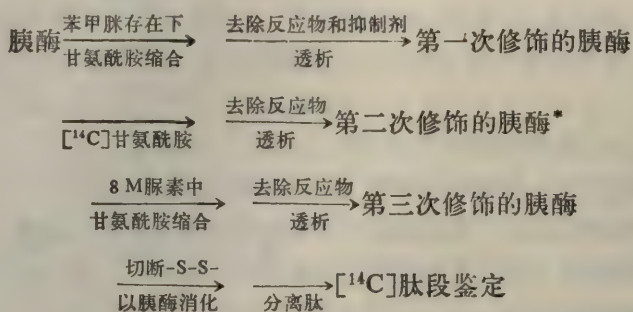 苯甲脒存在下 去除反应物和抑制剂
胰酶 → → 第一次修饰的胰酶
甘氨酰胺缩合 透析
去除反应物
→ → 第二次修饰的胰酶*
[¹⁴C]甘氨酰胺 透析
8 M脲素中 去除反应物
→ → 第三次修饰的胰酶
甘氨酰胺缩合 透析
切断-S-S-
→ → [¹⁴C]肽段鉴定
以胰酶消化 分离肽